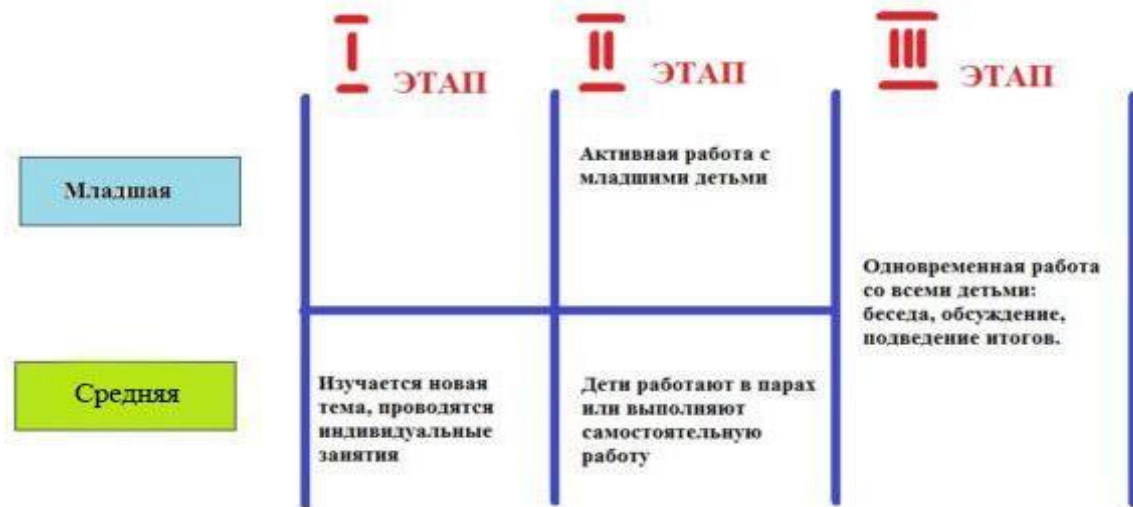 I ЭТАП
II ЭТАП
III ЭТАП
Младшая
Активная работа с
младшими детьми
Одновременная работа
со всеми детьми:
беседа, обсуждение,
подведение итогов.
Средняя
Изучается новая
тема, проводятся
индивидуальные
занятия
Дети работают в парах
или выполняют
самостоятельную
работу